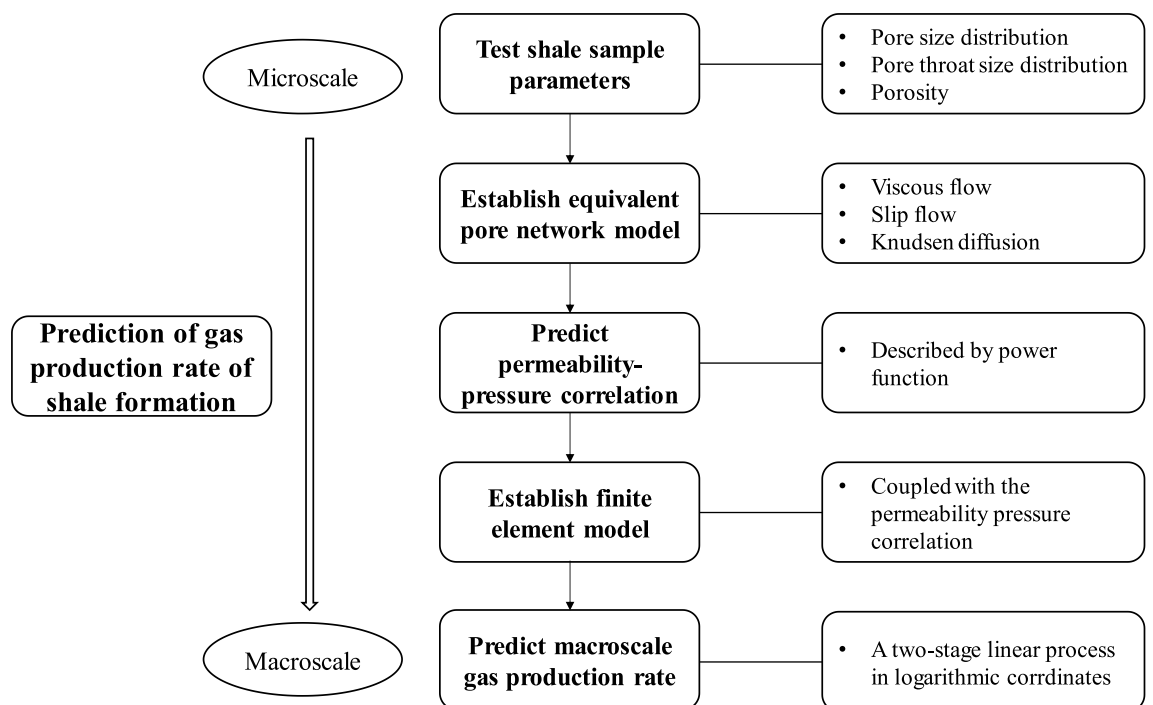 Microscale
Prediction of gas
production rate of
shale formation
Macroscale
Test shale sample
parameters
• Pore size distribution
• Pore throat size distribution
• Porosity
Establish equivalent
pore network model
• Viscous flow
• Slip flow
• Knudsen diffusion
Predict
permeability-
pressure correlation
• Described by power
function
Establish finite
element model
• Coupled with the
permeability pressure
correlation
Predict macroscale
gas production rate
• A two-stage linear process
in logarithmic corrdinates